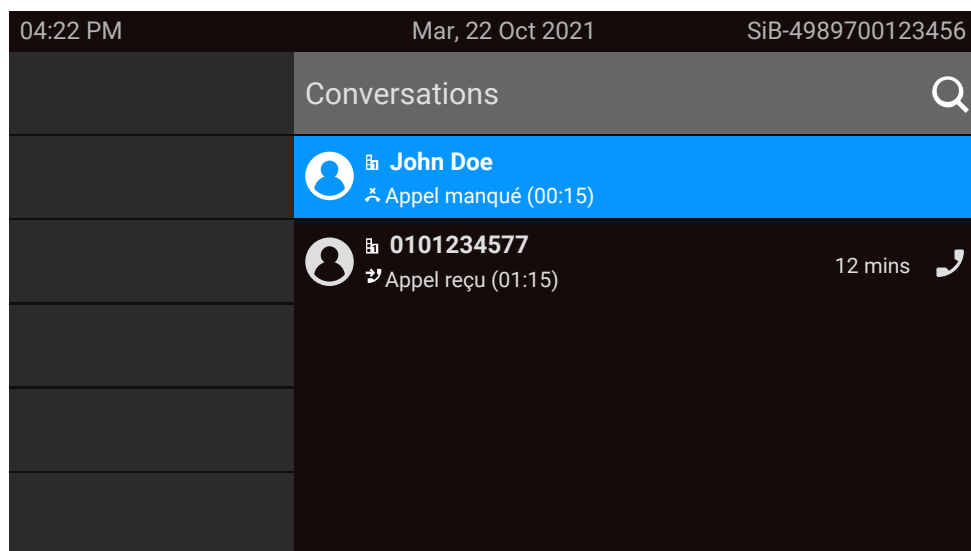 04:22 PM Mar, 22 Oct 2021 SiB-4989700123456
Conversations
John Doe
Appel manqué (00:15)
0101234577
Appel reçu (01:15)
12 mins